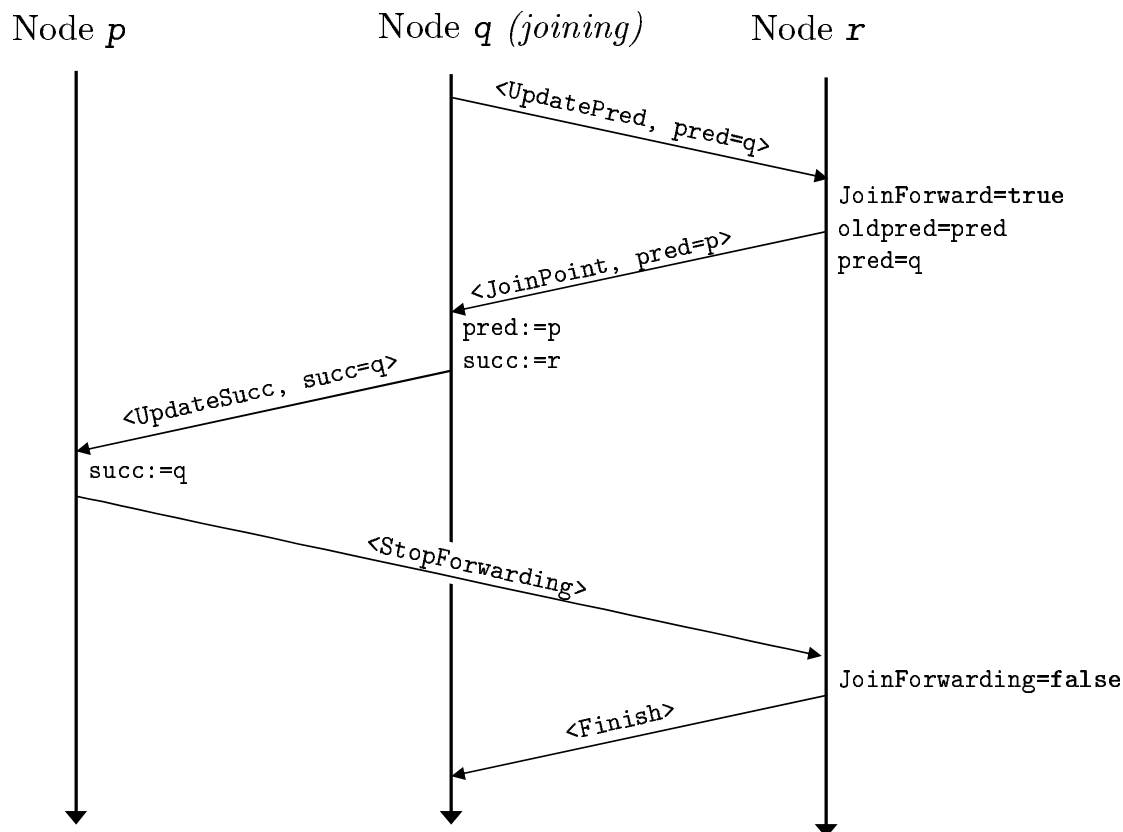 Node p
Node q (joining)
Node r
<UpdatePred, pred=q>
JoinForward=true
oldpred=pred
pred=q
<JoinPoint, pred=p>
pred:=p
succ:=r
<UpdateSucc, succ=q>
succ:=q
<StopForwarding>
JoinForwarding=false
<Finish>